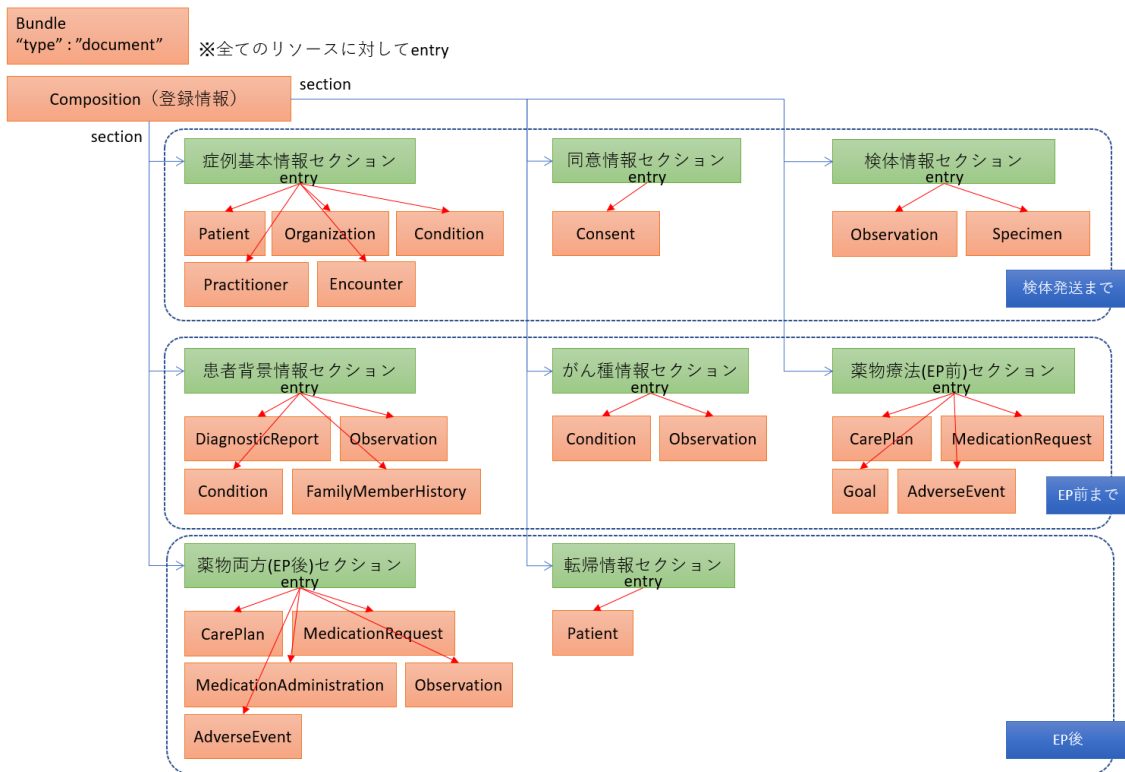 Bundle
“type” : ”document”
※全てのリソースに対してentry
Composition（登録情報）
section
section
症例基本情報セクション
entry
同意情報セクション
entry
検体情報セクション
entry
Patient
Organization
Condition
Consent
Observation
Specimen
Practitioner
Encounter
検体発送まで
患者背景情報セクション
entry
がん種情報セクション
entry
薬物療法(EP前)セクション
entry
DiagnosticReport
Observation
Condition
Observation
CarePlan
MedicationRequest
Condition
FamilyMemberHistory
Goal
AdverseEvent
EP前まで
薬物両方(EP後)セクション
entry
転帰情報セクション
entry
CarePlan
MedicationRequest
Patient
MedicationAdministration
Observation
AdverseEvent
EP後